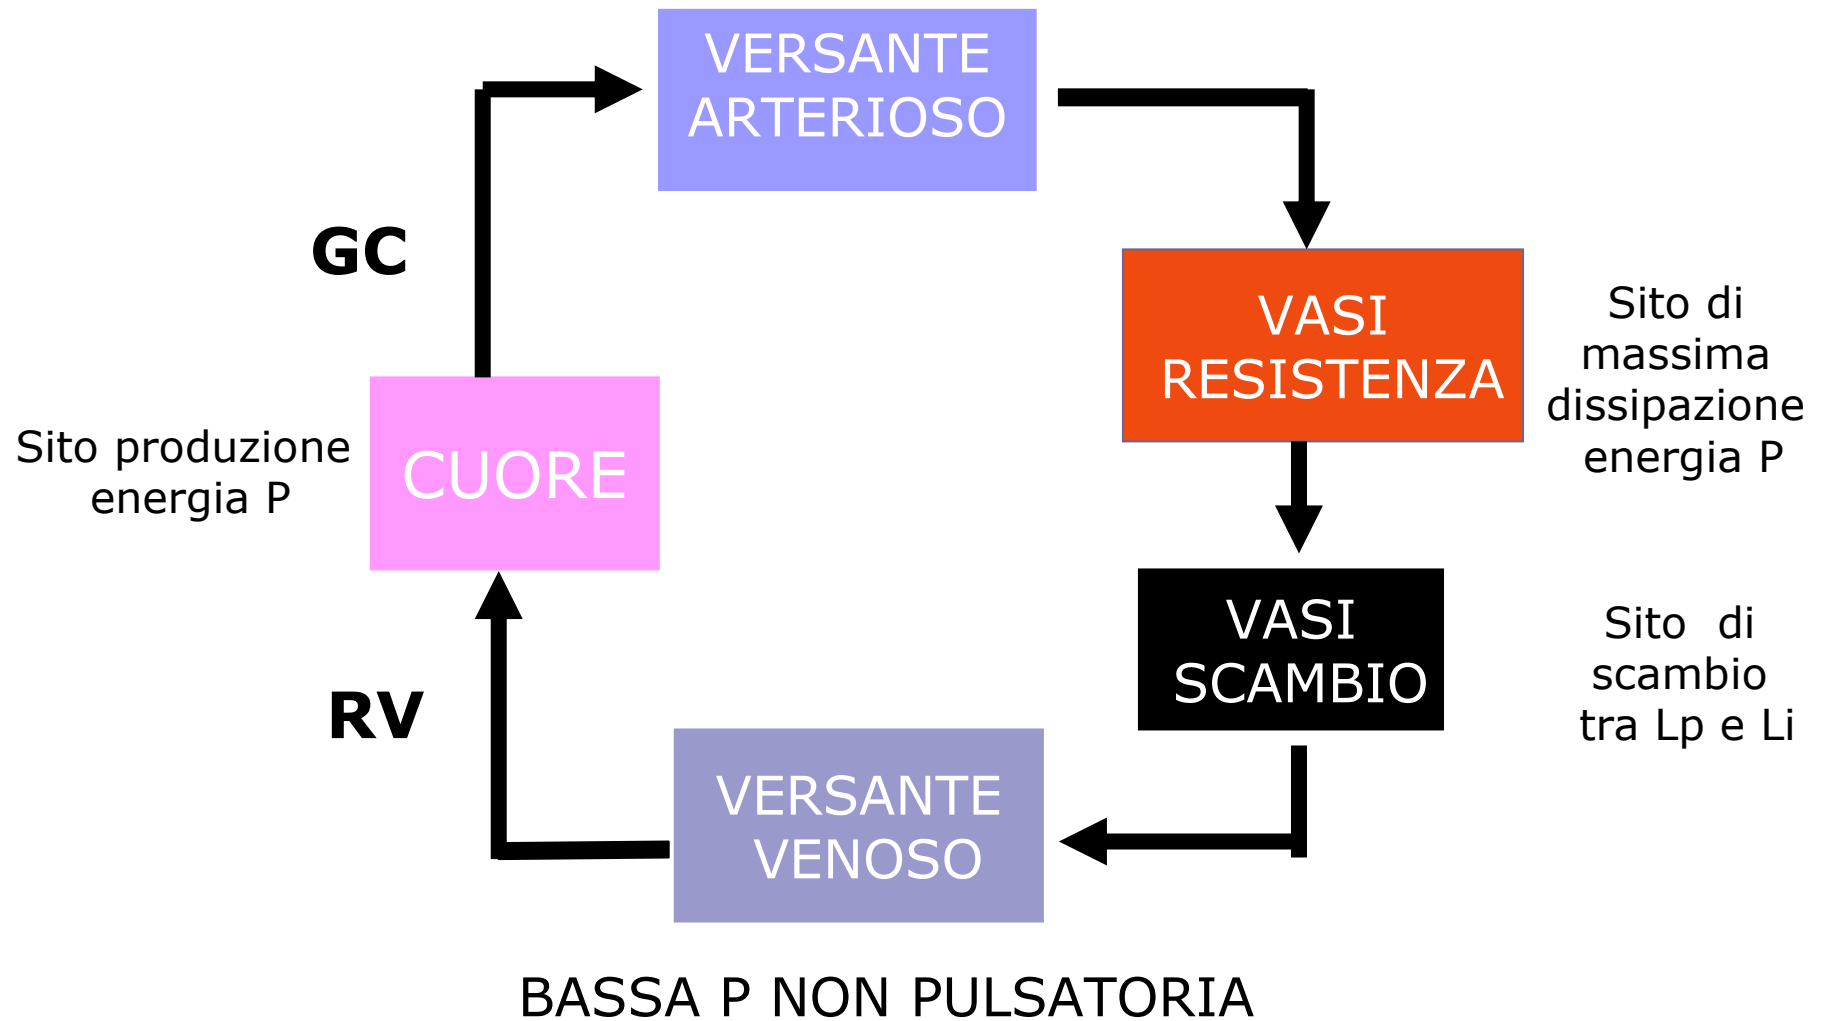 VERSANTE
ARTERIOSO
GC
VASI
RESISTENZA
Sito di
massima
dissipazione
energia P
Sito produzione
energia P
CUORE
VASI
SCAMBIO
Sito di
scambio
tra Lp e Li
RV
VERSANTE
VENOSO
BASSA P NON PULSATORIA